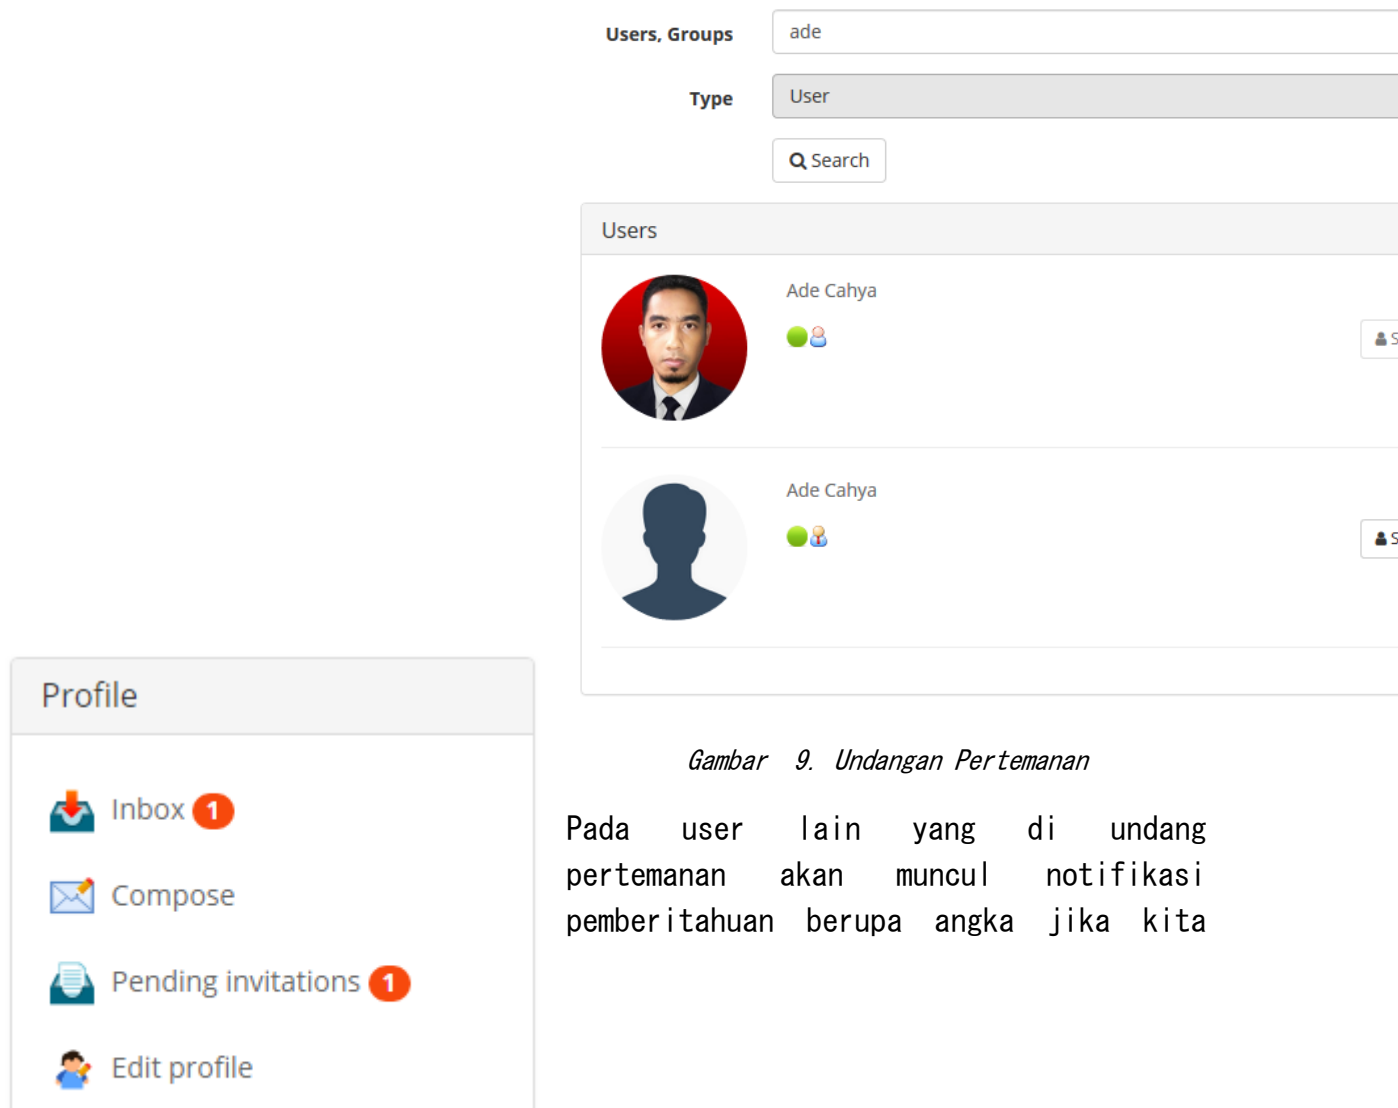 Users, Groups
ade
Type
User
Search
Users
Ade Cahya
S
Ade Cahya
S
Gambar 9. Undangan Pertemanan
Pada user lain yang di undang
pertemanan akan muncul notifikasi
pemberitahuan berupa angka jika kita
Profile
Inbox 1
Compose
Pending invitations 1
Edit profile